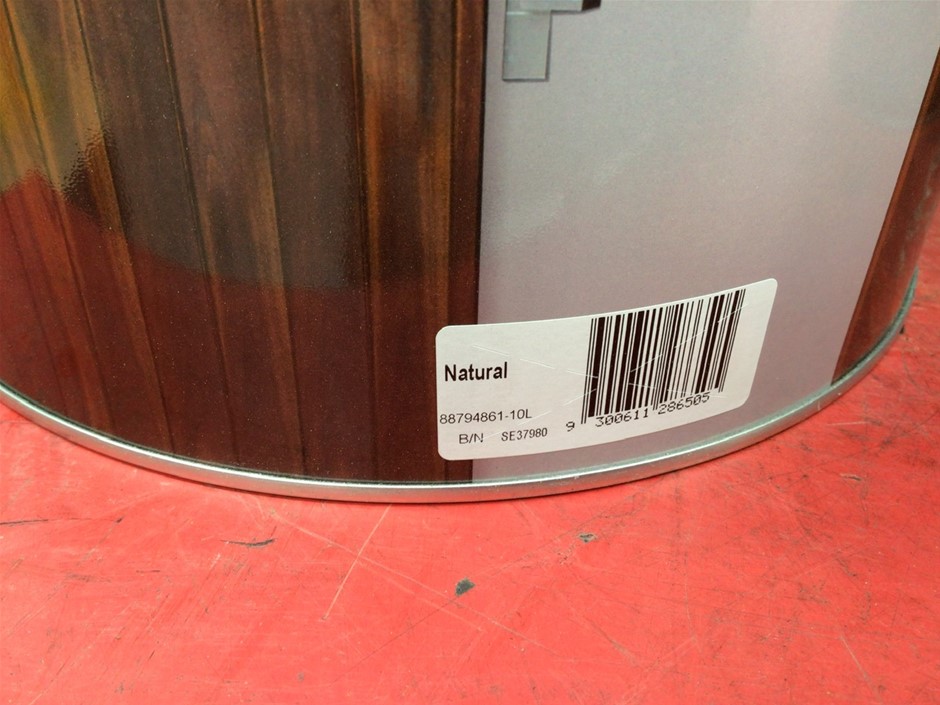 Natural
88794861-10L
B/N SE37980
9 300611 286505